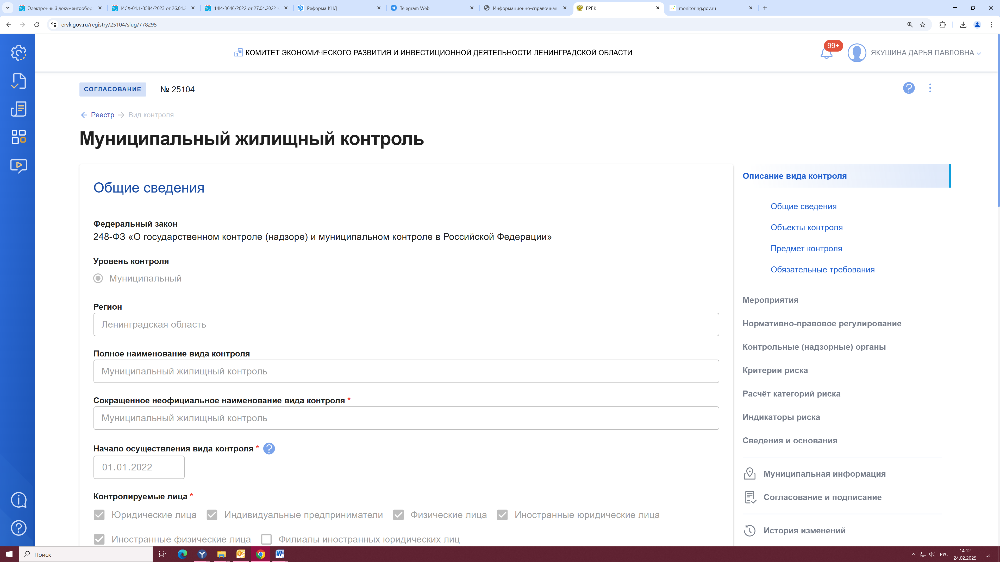 Электронный документооборо
ИСХ-01.1-3584/2023 от 26.04.2
14И-3646/2022 от 27.04.2022
Реформа КНД
Telegram Web
Информационно-справочная
ЕРВК
monitoring.gov.ru
ervk.gov.ru/registry/25104/slug/778295
КОМИТЕТ ЭКОНОМИЧЕСКОГО РАЗВИТИЯ И ИНВЕСТИЦИОННОЙ ДЕЯТЕЛЬНОСТИ ЛЕНИНГРАДСКОЙ ОБЛАСТИ
99+
ЯКУШИНА ДАРЬЯ ПАВЛОВНА
СОГЛАСОВАНИЕ
№ 25104
Реестр
Вид контроля
Муниципальный жилищный контроль
Общие сведения
Федеральный закон
248-ФЗ «О государственном контроле (надзоре) и муниципальном контроле в Российской Федерации»
Уровень контроля
Муниципальный
Регион
Ленинградская область
Полное наименование вида контроля
Муниципальный жилищный контроль
Сокращенное неофициальное наименование вида контроля *
Муниципальный жилищный контроль
Начало осуществления вида контроля *
01.01.2022
Контролируемые лица *
Юридические лица
Индивидуальные предприниматели
Физические лица
Иностранные юридические лица
Иностранные физические лица
Филиалы иностранных юридических лиц
Описание вида контроля
Общие сведения
Объекты контроля
Предмет контроля
Обязательные требования
Мероприятия
Нормативно-правовое регулирование
Контрольные (надзорные) органы
Критерии риска
Расчёт категорий риска
Индикаторы риска
Сведения и основания
Муниципальная информация
Согласование и подписание
История изменений
Поиск
РУС
14:12
24.02.2025